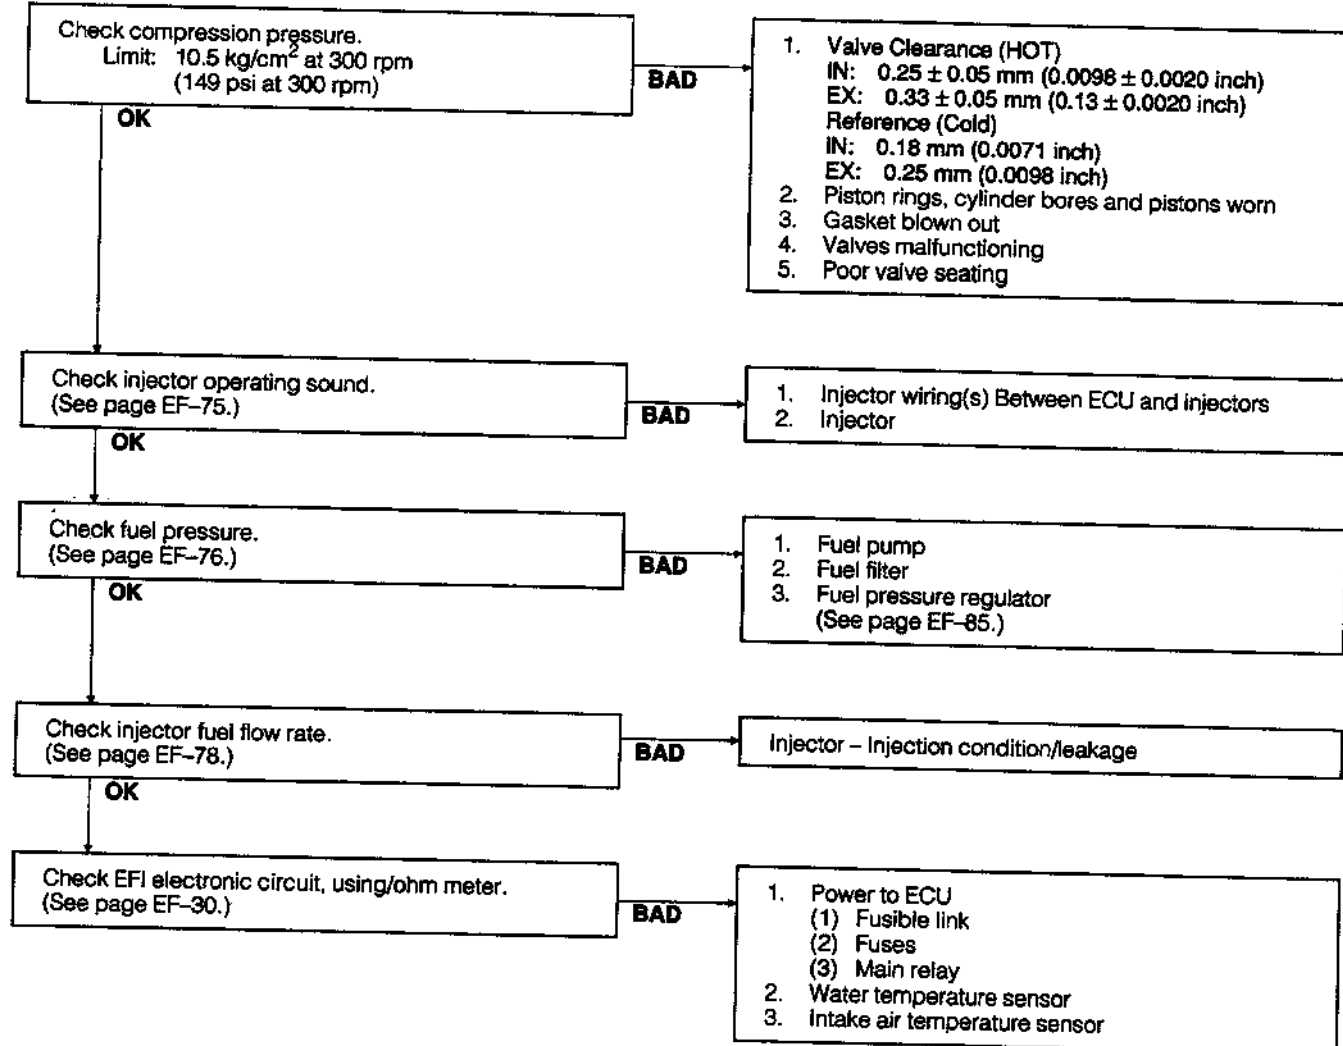 Check compression pressure.
Limit: 10.5 kg/cm² at 300 rpm
(149 psi at 300 rpm)
BAD
OK
1. Valve Clearance (HOT)
IN: 0.25 ± 0.05 mm (0.0098 ± 0.0020 inch)
EX: 0.33 ± 0.05 mm (0.13 ± 0.0020 inch)
Reference (Cold)
IN: 0.18 mm (0.0071 inch)
EX: 0.25 mm (0.0098 inch)
2. Piston rings, cylinder bores and pistons worn
3. Gasket blown out
4. Valves malfunctioning
5. Poor valve seating
Check injector operating sound.
(See page EF–75.)
BAD
OK
1. Injector wiring(s) Between ECU and injectors
2. Injector
Check fuel pressure.
(See page EF–76.)
BAD
OK
1. Fuel pump
2. Fuel filter
3. Fuel pressure regulator
(See page EF–85.)
Check injector fuel flow rate.
(See page EF–78.)
BAD
OK
Injector – Injection condition/leakage
Check EFI electronic circuit, using/ohm meter.
(See page EF–30.)
BAD
1. Power to ECU
(1) Fusible link
(2) Fuses
(3) Main relay
2. Water temperature sensor
3. Intake air temperature sensor